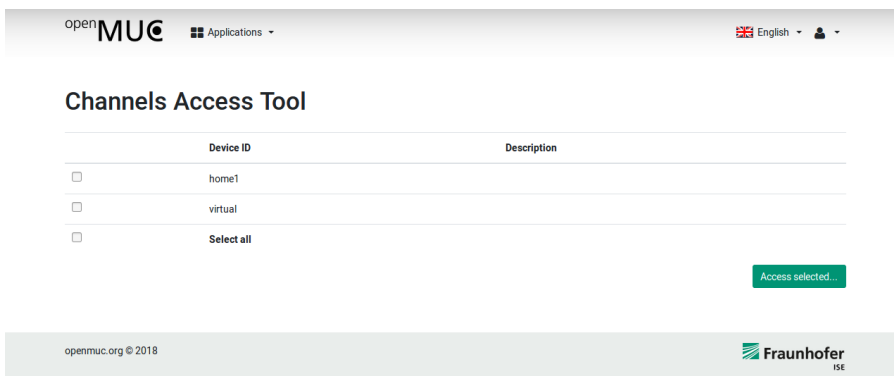 openMUC Applications English
Channels Access Tool
Device ID Description
home1
virtual
Select all
Access selected...
openmuc.org © 2018 Fraunhofer
ISE